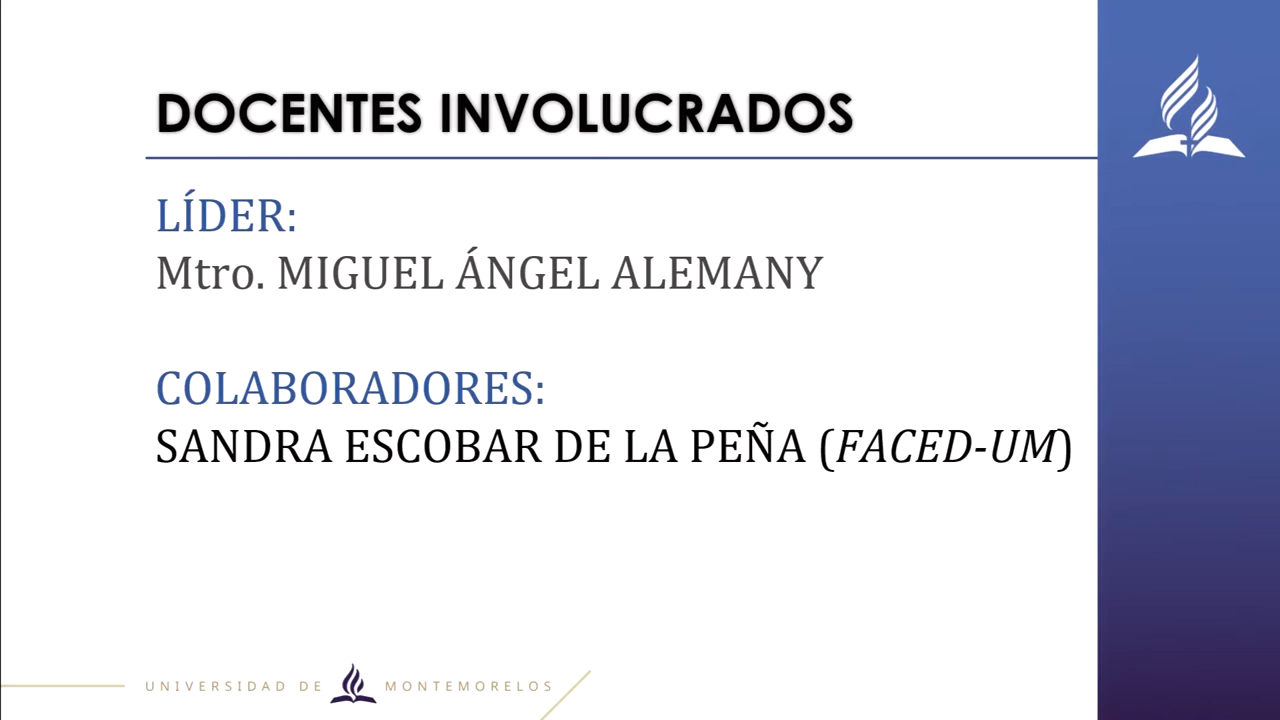 DOCENTES INVOLUCRADOS
LÍDER:
Mtro. MIGUEL ÁNGEL ALEMANY
COLABORADORES:
SANDRA ESCOBAR DE LA PEÑA (FACED-UM)
UNIVERSIDAD DE MONTEMORELOS